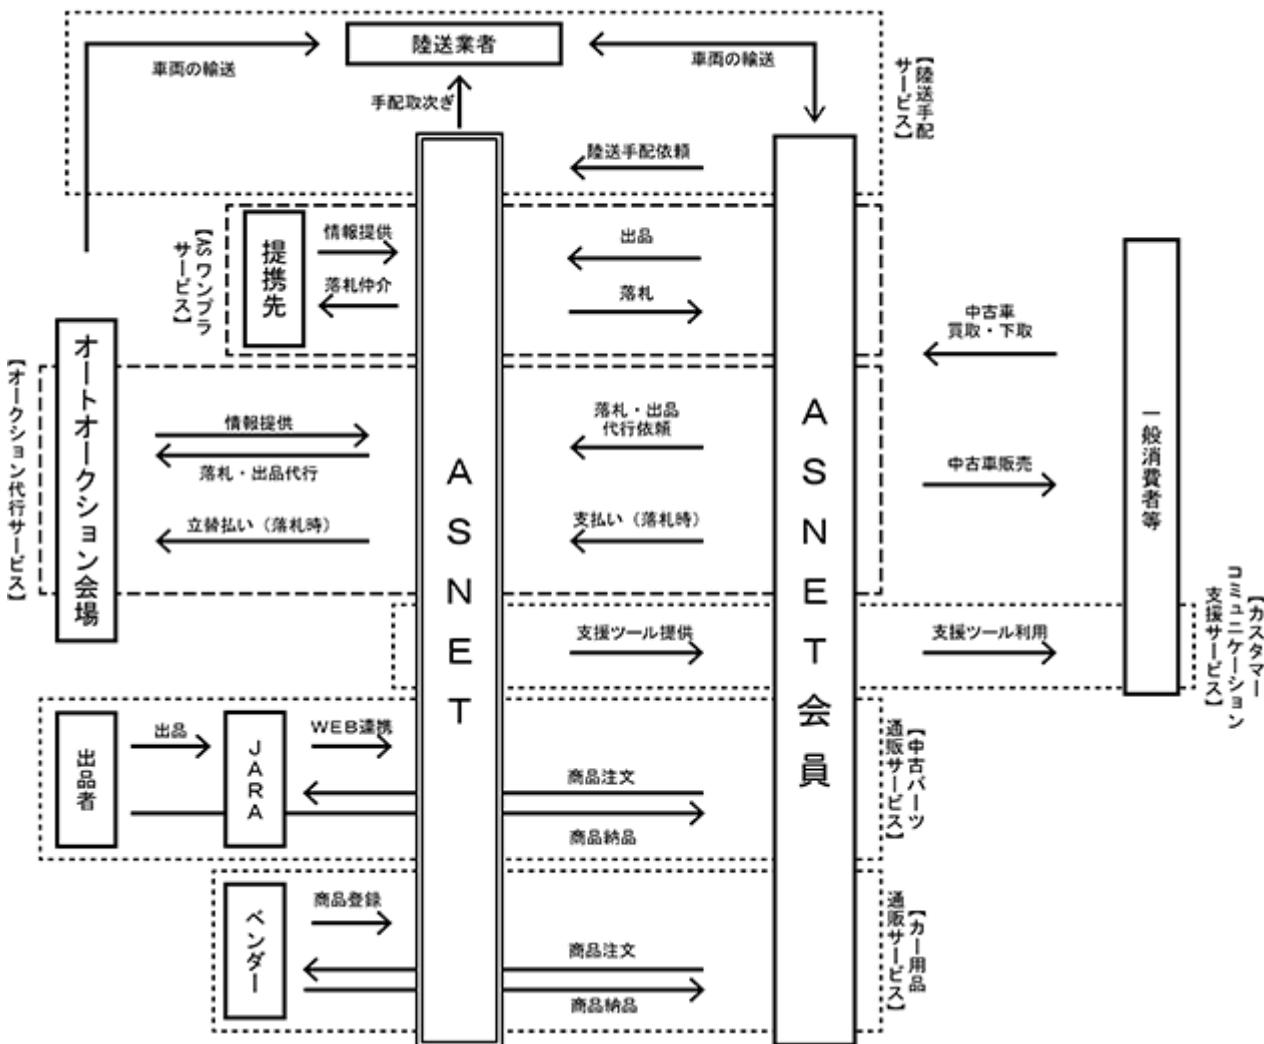 陸送業者
車両の輸送
車両の輸送
手配取次ぎ
陸送手配依頼
【陸送手配
サービス】
提携先
情報提供
落札仲介
出品
落札
【AS ワンプラ
サービス】
オートオークション会場
【オークション代行サービス】
情報提供
落札・出品代行
立替払い（落札時）
落札・出品
代行依頼
支払い（落札時）
ASNET
ASNET会員
中古車
買取・下取
中古車販売
一般消費者等
支援ツール提供
支援ツール利用
【カスタマー
コミュニケーション
支援サービス】
出品者
出品
JARA
WEB連携
商品注文
商品納品
【中古パーツ
通販サービス】
ベンダー
商品登録
商品注文
商品納品
【カー用品
通販サービス】